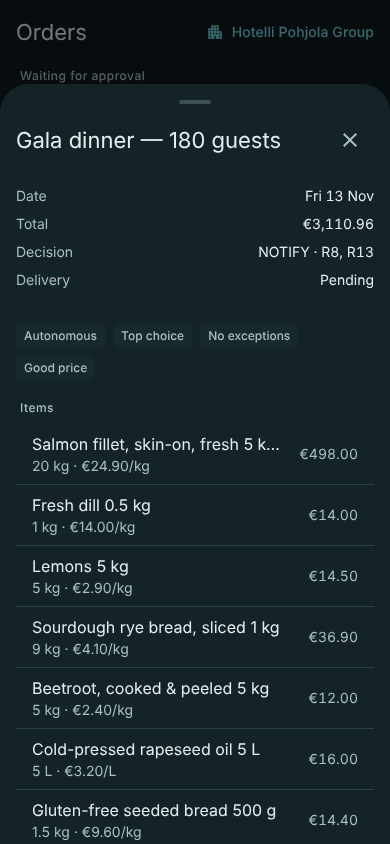 Orders
Hotelli Pohjola Group
Waiting for approval
Gala dinner — 180 guests
Date
Fri 13 Nov
Total
€3,110.96
Decision
NOTIFY · R8, R13
Delivery
Pending
Autonomous
Top choice
No exceptions
Good price
Items
Salmon fillet, skin-on, fresh 5 k...
€498.00
20 kg · €24.90/kg
Fresh dill 0.5 kg
€14.00
1 kg · €14.00/kg
Lemons 5 kg
€14.50
5 kg · €2.90/kg
Sourdough rye bread, sliced 1 kg
€36.90
9 kg · €4.10/kg
Beetroot, cooked & peeled 5 kg
€12.00
5 kg · €2.40/kg
Cold-pressed rapeseed oil 5 L
€16.00
5 L · €3.20/L
Gluten-free seeded bread 500 g
€14.40
1.5 kg · €9.60/kg